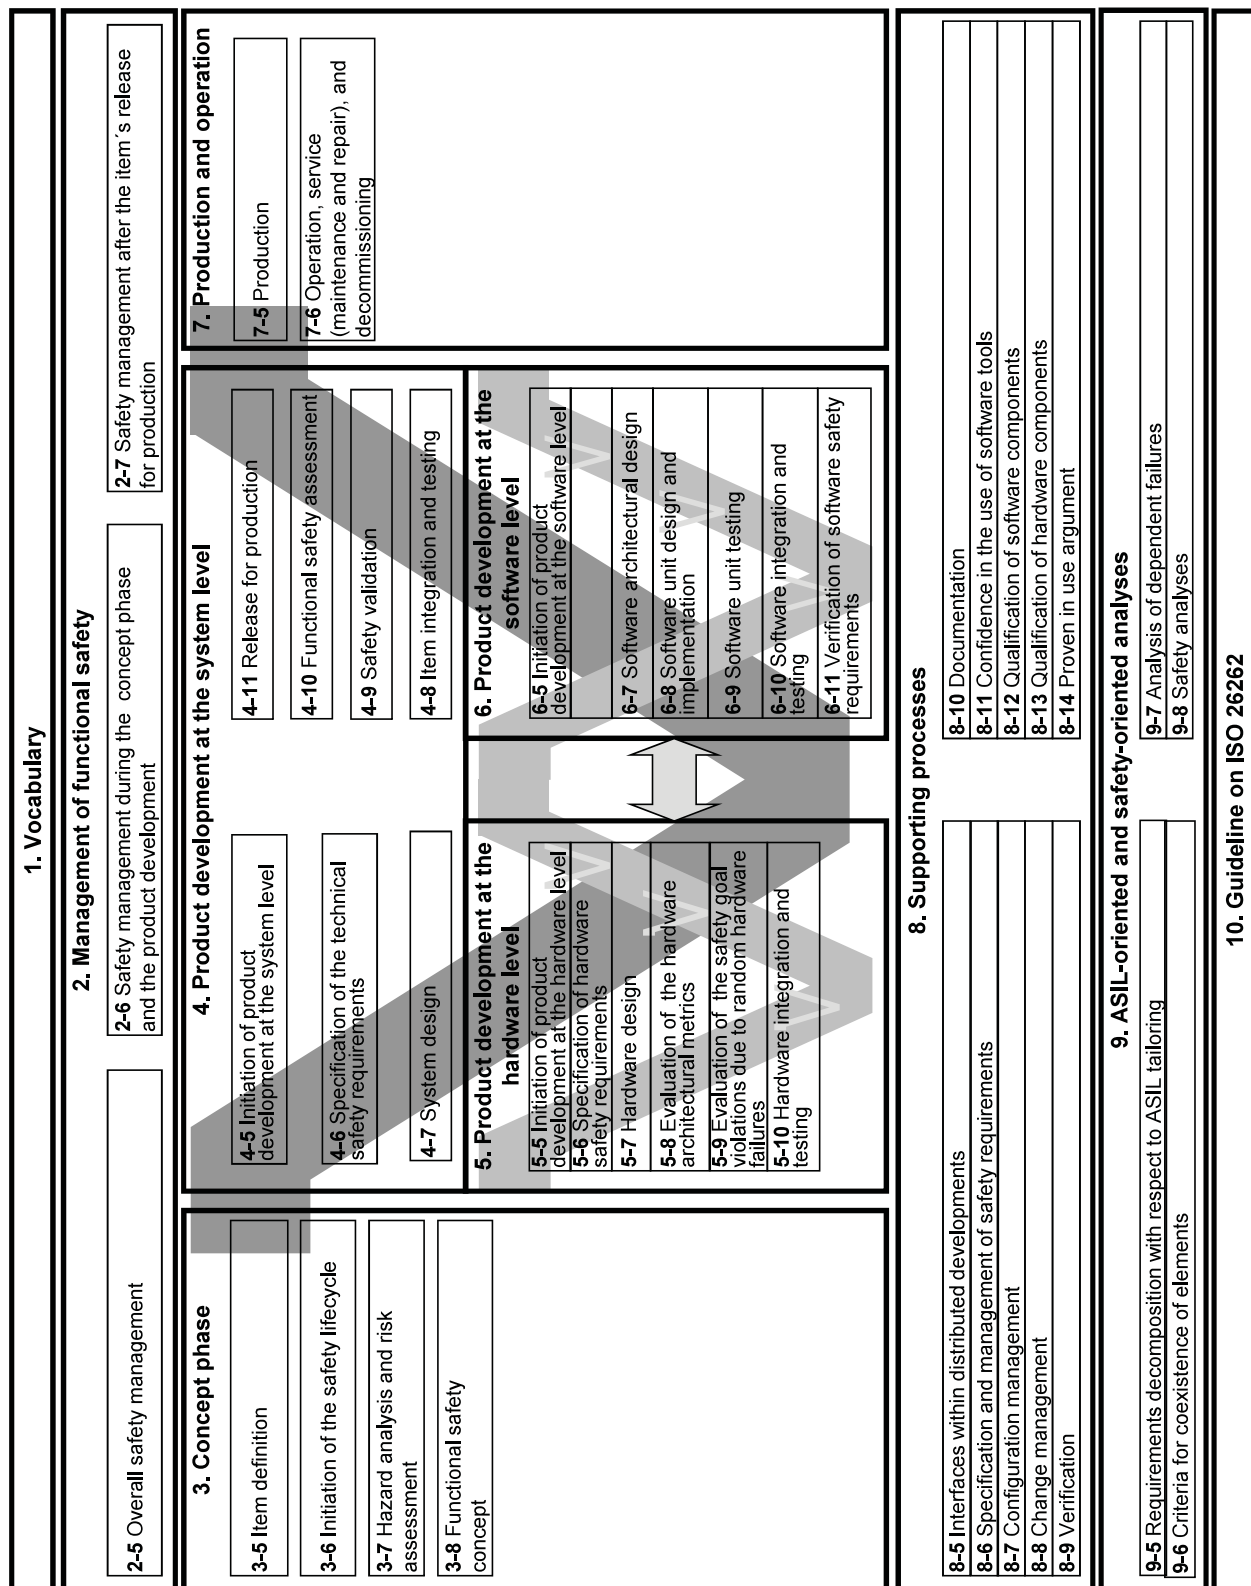 1. Vocabulary
2. Management of functional safety
2-5 Overall safety management
2-6 Safety management during the concept phase
and the product development
2-7 Safety management after the item´s release
for production
3. Concept phase
3-5 Item definition
3-6 Initiation of the safety lifecycle
3-7 Hazard analysis and risk
assessment
3-8 Functional safety
concept
4. Product development at the system level
4-5 Initiation of product
development at the system level
4-6 Specification of the technical
safety requirements
4-7 System design
4-11 Release for production
4-10 Functional safety assessment
4-9 Safety validation
4-8 Item integration and testing
5. Product development at the
hardware level
5-5 Initiation of product
development at the hardware level
5-6 Specification of hardware
safety requirements
5-7 Hardware design
5-8 Evaluation of the hardware
architectural metrics
5-9 Evaluation of the safety goal
violations due to random hardware
failures
5-10 Hardware integration and
testing
6. Product development at the
software level
6-5 Initiation of product
development at the software level
6-7 Software architectural design
6-8 Software unit design and
implementation
6-9 Software unit testing
6-10 Software integration and
testing
6-11 Verification of software safety
requirements
7. Production and operation
7-5 Production
7-6 Operation, service
(maintenance and repair), and
decommissioning
8. Supporting processes
8-5 Interfaces within distributed developments
8-6 Specification and management of safety requirements
8-7 Configuration management
8-8 Change management
8-9 Verification
8-10 Documentation
8-11 Confidence in the use of software tools
8-12 Qualification of software components
8-13 Qualification of hardware components
8-14 Proven in use argument
9. ASIL-oriented and safety-oriented analyses
9-5 Requirements decomposition with respect to ASIL tailoring
9-6 Criteria for coexistence of elements
9-7 Analysis of dependent failures
9-8 Safety analyses
10. Guideline on ISO 26262